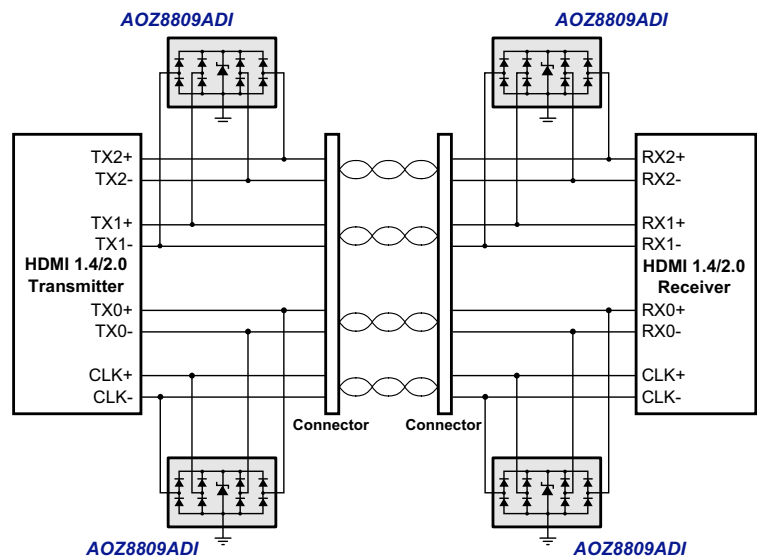 AOZ8809ADI
AOZ8809ADI
TX2+
TX2-
TX1+
TX1-
HDMI 1.4/2.0
Transmitter
TX0+
TX0-
CLK+
CLK-
RX2+
RX2-
RX1+
RX1-
HDMI 1.4/2.0
Receiver
RX0+
RX0-
CLK+
CLK-
Connector
Connector
AOZ8809ADI
AOZ8809ADI